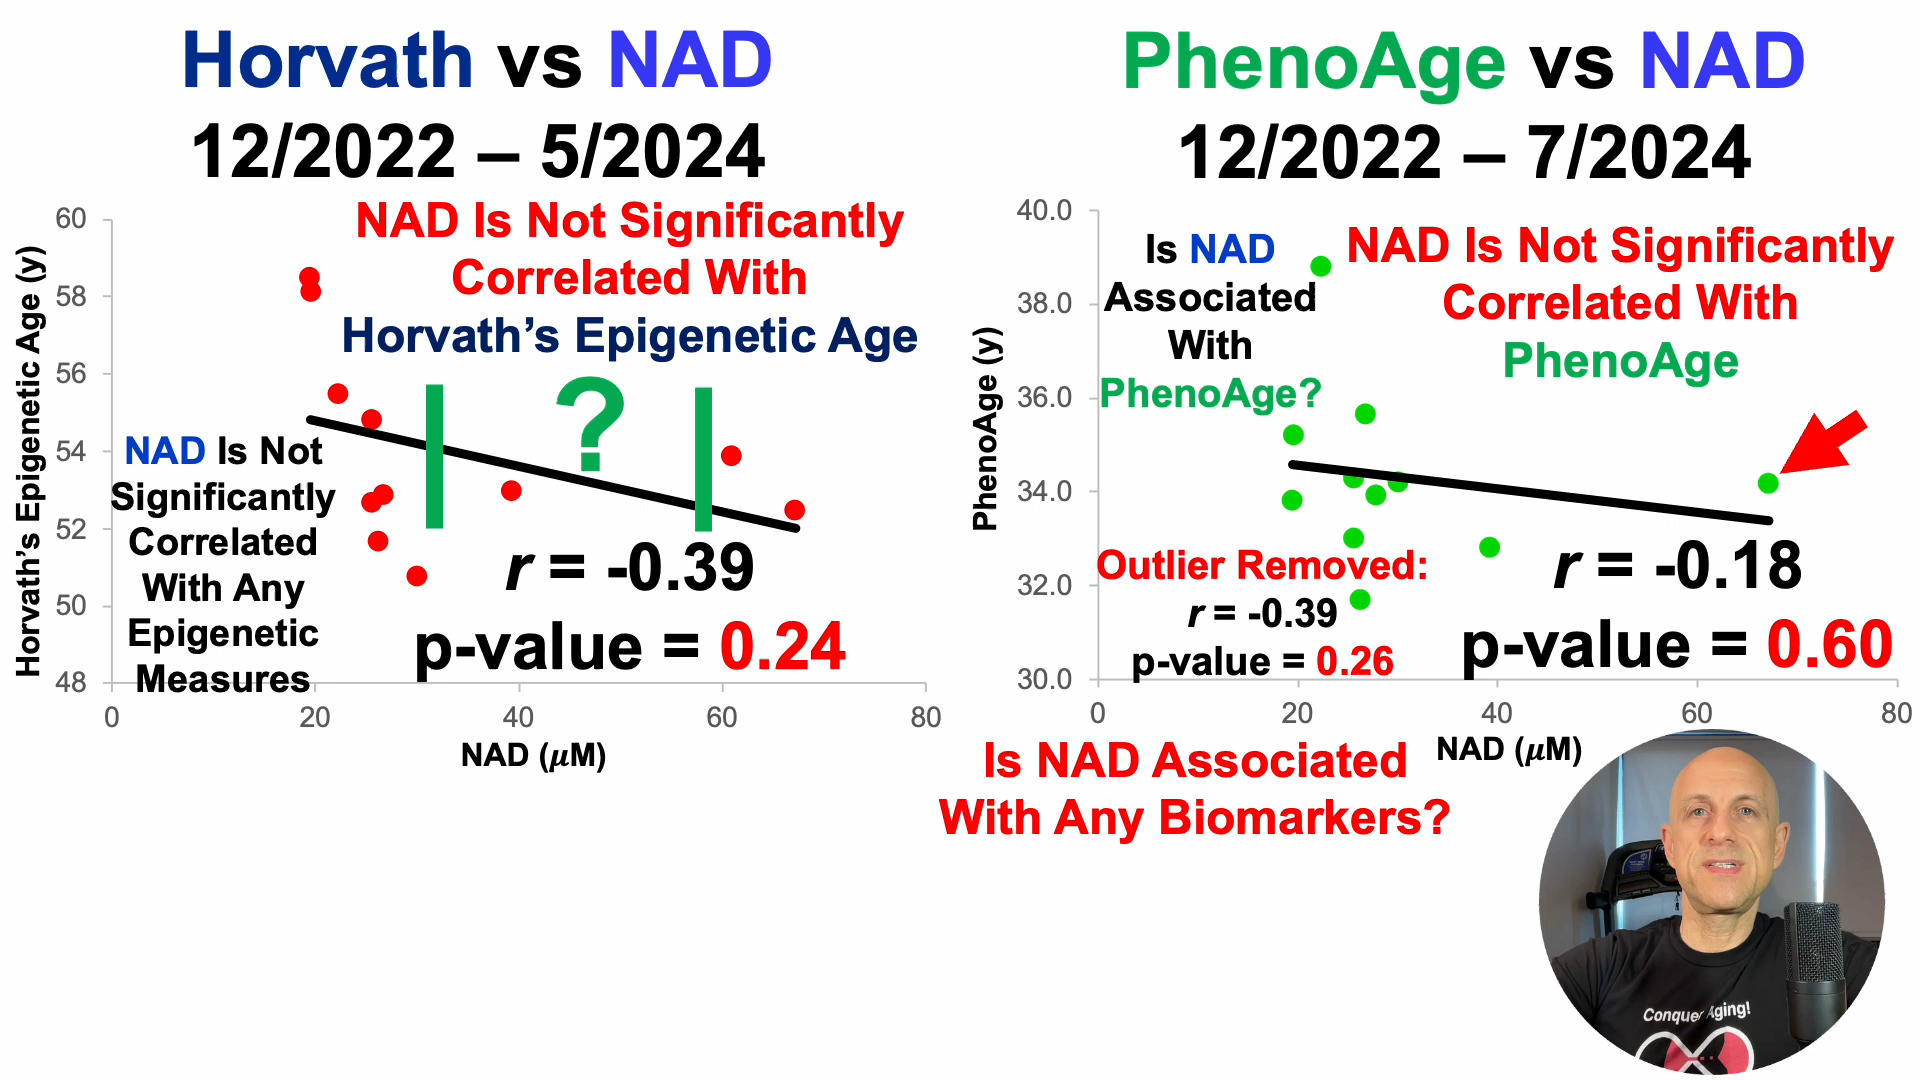 Horvath vs NAD
12/2022 – 5/2024
NAD Is Not Significantly
Correlated With
Horvath’s Epigenetic Age
?
NAD Is Not
Significantly
Correlated
With Any
Epigenetic
Measures
r = -0.39
p-value = 0.24
Horvath’s Epigenetic Age (y)
60
58
56
54
52
50
48
0
20
40
60
80
NAD (μM)
PhenoAge vs NAD
12/2022 – 7/2024
Is NAD
Associated
With
PhenoAge?
NAD Is Not Significantly
Correlated With
PhenoAge
Outlier Removed:
r = -0.39
p-value = 0.26
r = -0.18
p-value = 0.60
PhenoAge (y)
40.0
38.0
36.0
34.0
32.0
30.0
0
20
40
60
80
NAD (μM)
Is NAD Associated
With Any Biomarkers?
Conquer Aging!